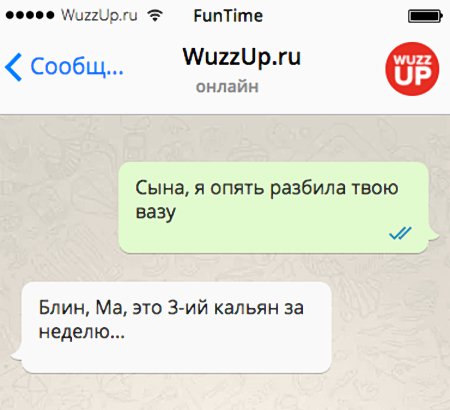 WuzzUp.ru FunTime
Сообщ... WuzzUp.ru WUZZ
онлайн UP
Сына, я опять разбила твою
вазу
Блин, Ма, это 3-ий кальян за
неделю...